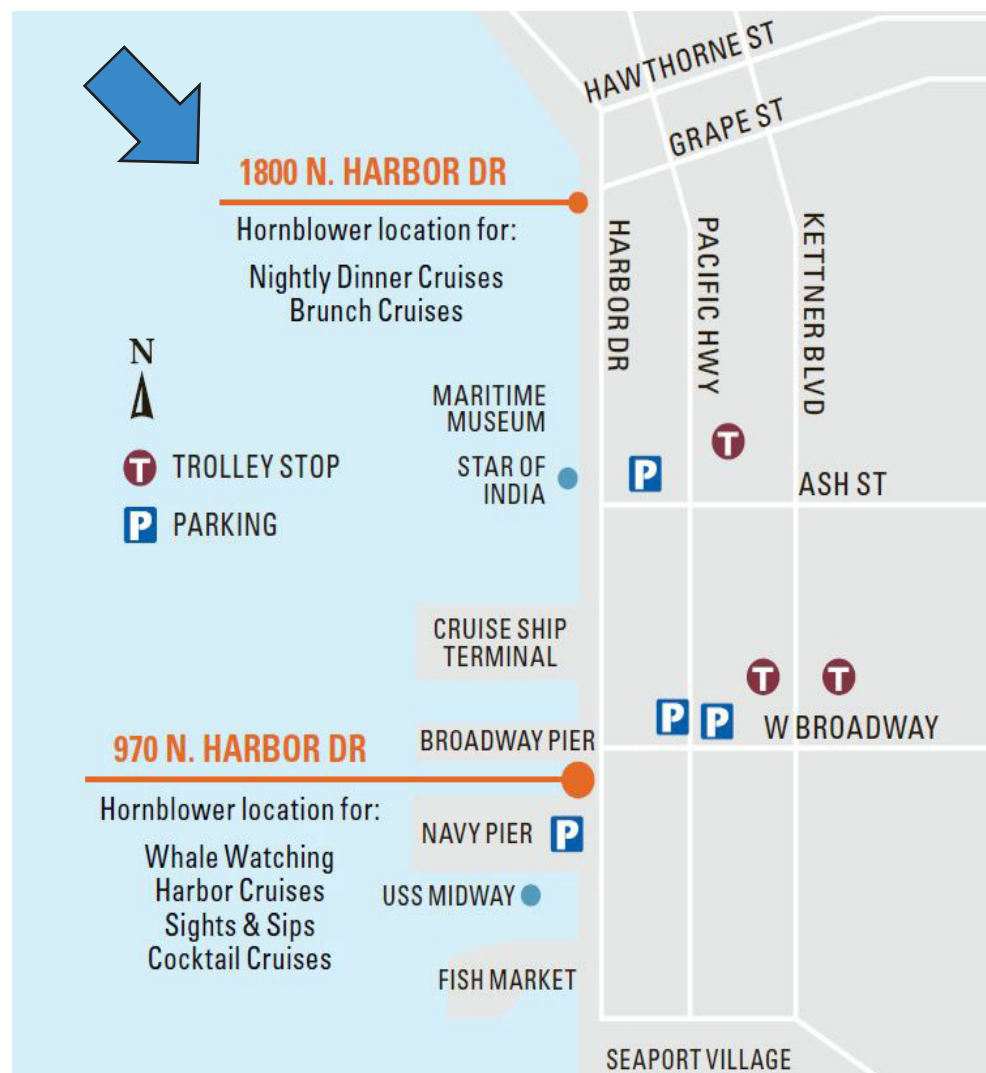 HAWTHORNE ST
GRAPE ST
1800 N. HARBOR DR
Hornblower location for:
Nightly Dinner Cruises
Brunch Cruises
HARBOR DR
PACIFIC HWY
KETTNER BLVD
N
MARITIME
MUSEUM
T
T TROLLEY STOP
STAR OF
INDIA
P
ASH ST
P PARKING
CRUISE SHIP
TERMINAL
T
T
P
P
W BROADWAY
BROADWAY PIER
970 N. HARBOR DR
Hornblower location for:
Whale Watching
Harbor Cruises
Sights & Sips
Cocktail Cruises
NAVY PIER P
USS MIDWAY
FISH MARKET
SEAPORT VILLAGE